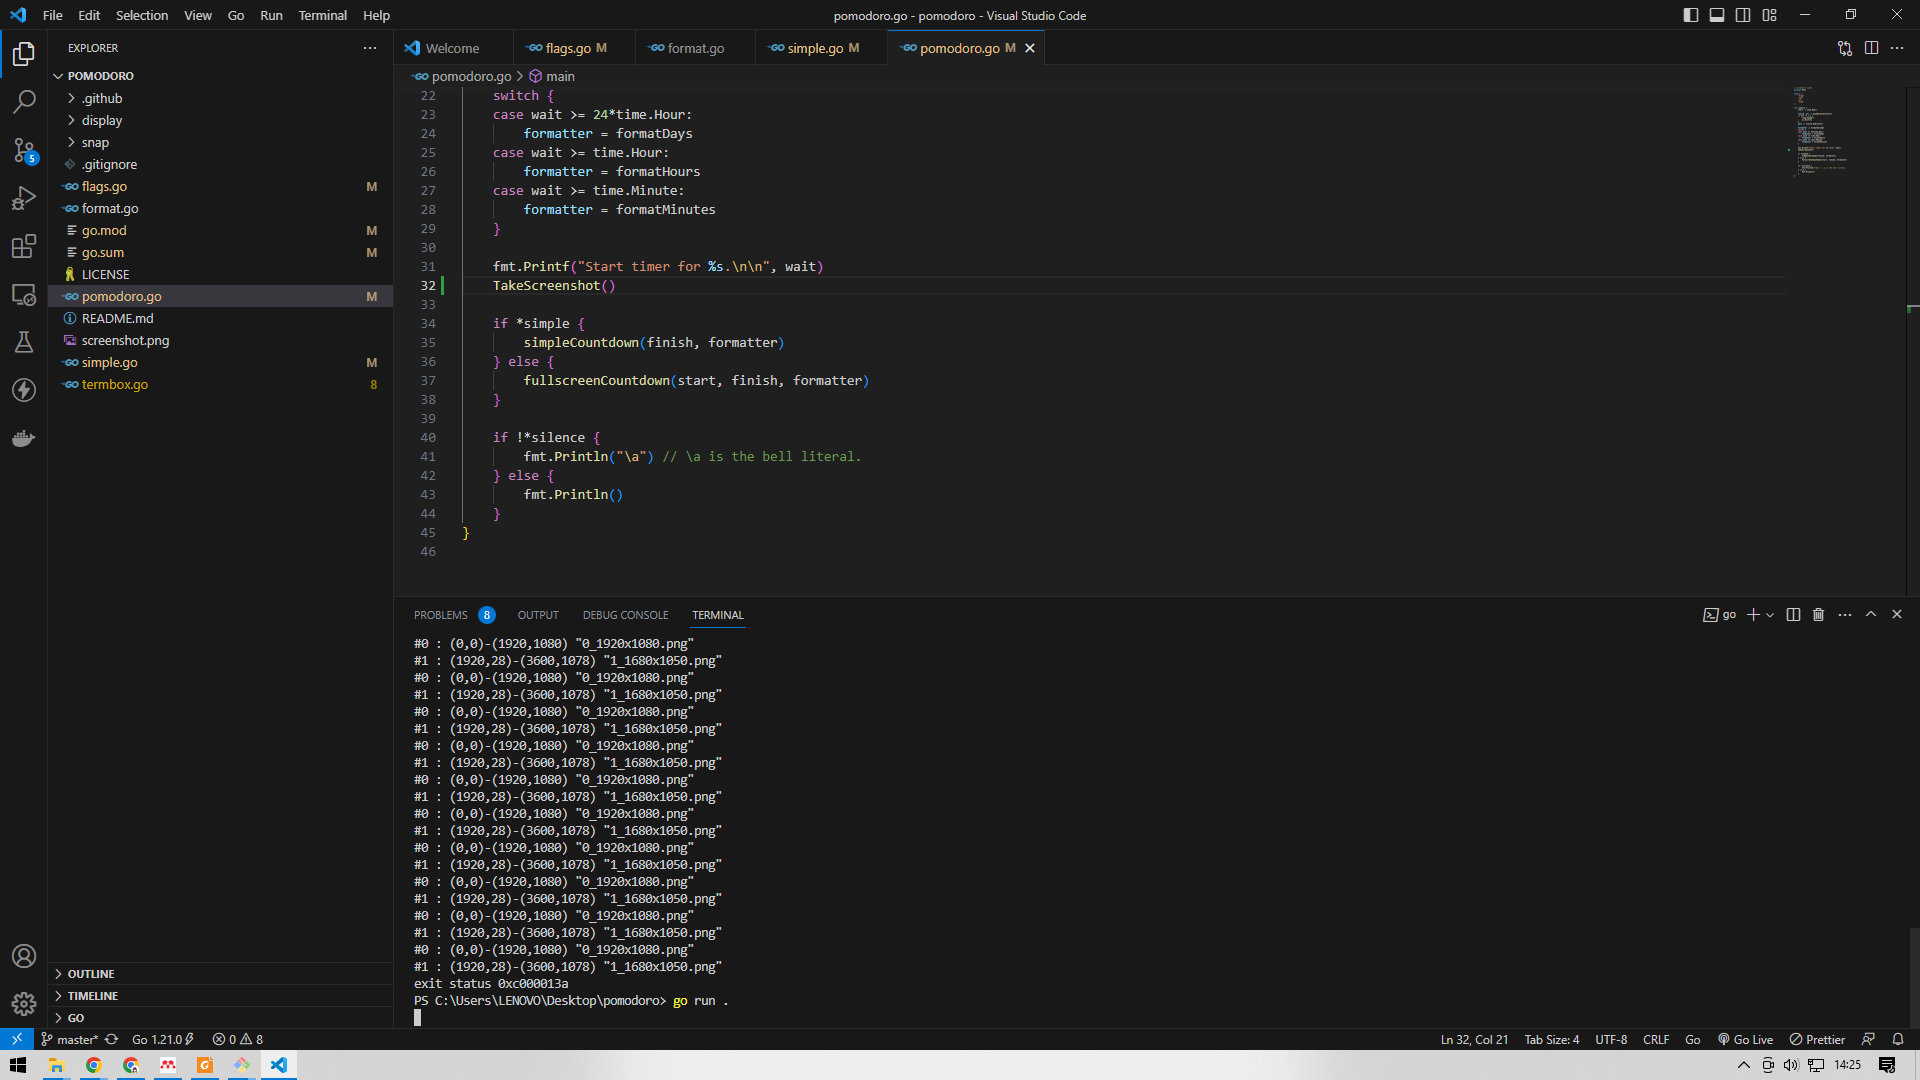 File Edit Selection View Go Run Terminal Help
pomodoro.go - pomodoro - Visual Studio Code
EXPLORER
POMODORO
.github
display
snap
.gitignore
flags.go M
format.go
go.mod M
go.sum M
LICENSE
pomodoro.go M
README.md
screenshot.png
simple.go M
termbox.go 8
OUTLINE
TIMELINE
GO
5
Welcome
flags.go M
format.go
simple.go M
pomodoro.go M
pomodoro.go > main
22 switch {
23 case wait >= 24*time.Hour:
24 formatter = formatDays
25 case wait >= time.Hour:
26 formatter = formatHours
27 case wait >= time.Minute:
28 formatter = formatMinutes
29 }
30
31 fmt.Printf("Start timer for %s.\n\n", wait)
32 TakeScreenshot()
33
34 if *simple {
35 simpleCountdown(finish, formatter)
36 } else {
37 fullscreenCountdown(start, finish, formatter)
38 }
39
40 if !*silence {
41 fmt.Println("\a") // \a is the bell literal.
42 } else {
43 fmt.Println()
44 }
45 }
46
PROBLEMS 8 OUTPUT DEBUG CONSOLE TERMINAL
go
#0 : (0,0)-(1920,1080) "0_1920x1080.png"
#1 : (1920,28)-(3600,1078) "1_1680x1050.png"
#0 : (0,0)-(1920,1080) "0_1920x1080.png"
#1 : (1920,28)-(3600,1078) "1_1680x1050.png"
#0 : (0,0)-(1920,1080) "0_1920x1080.png"
#1 : (1920,28)-(3600,1078) "1_1680x1050.png"
#0 : (0,0)-(1920,1080) "0_1920x1080.png"
#1 : (1920,28)-(3600,1078) "1_1680x1050.png"
#0 : (0,0)-(1920,1080) "0_1920x1080.png"
#1 : (1920,28)-(3600,1078) "1_1680x1050.png"
#0 : (0,0)-(1920,1080) "0_1920x1080.png"
#1 : (1920,28)-(3600,1078) "1_1680x1050.png"
#0 : (0,0)-(1920,1080) "0_1920x1080.png"
#1 : (1920,28)-(3600,1078) "1_1680x1050.png"
#0 : (0,0)-(1920,1080) "0_1920x1080.png"
#1 : (1920,28)-(3600,1078) "1_1680x1050.png"
#0 : (0,0)-(1920,1080) "0_1920x1080.png"
#1 : (1920,28)-(3600,1078) "1_1680x1050.png"
#0 : (0,0)-(1920,1080) "0_1920x1080.png"
#1 : (1920,28)-(3600,1078) "1_1680x1050.png"
exit status 0xc000013a
PS C:\Users\LENOVO\Desktop\pomodoro> go run .
master* Go 1.21.0 0 8
Ln 32, Col 21 Tab Size: 4 UTF-8 CRLF Go Go Live Prettier
14:25